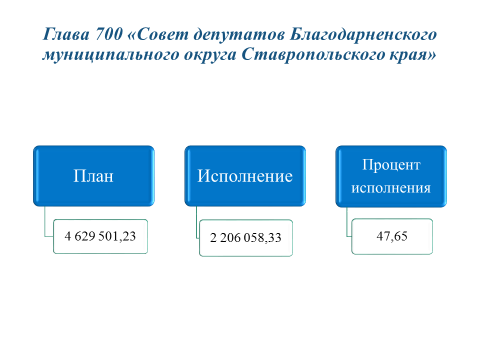 Глава 700 «Совет депутатов Благодарненского
муниципального округа Ставропольского края»
План
Исполнение
Процент
исполнения
4 629 501,23
2 206 058,33
47,65